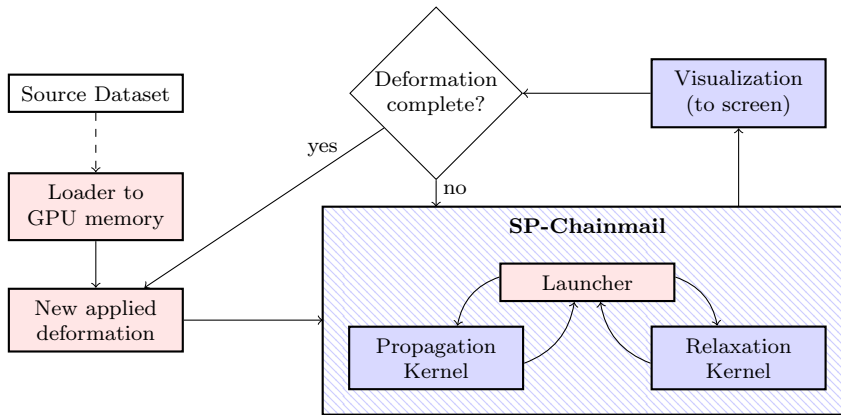 Source Dataset
Loader to
GPU memory
New applied
deformation
Deformation
complete?
yes
no
Visualization
(to screen)
SP-Chainmail
Launcher
Propagation
Kernel
Relaxation
Kernel